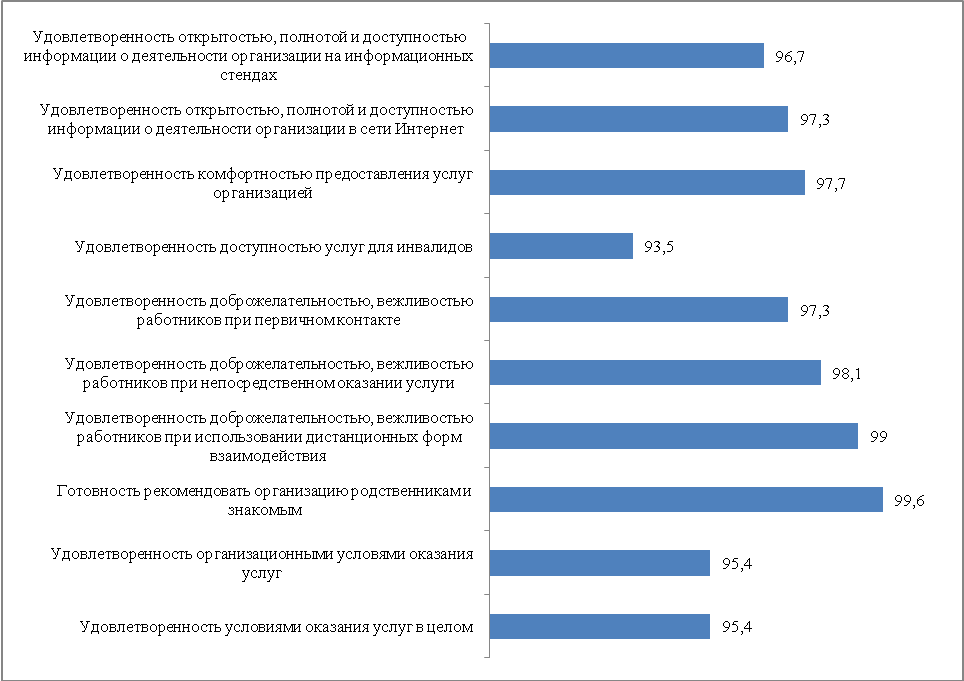 Удовлетворенность открытостью, полнотой и доступностью
информации о деятельности организации на информационных
стендах
96,7
Удовлетворенность открытостью, полнотой и доступностью
информации о деятельности организации в сети Интернет
97,3
Удовлетворенность комфортностью предоставления услуг
организацией
97,7
Удовлетворенность доступностью услуг для инвалидов
93,5
Удовлетворенность доброжелательностью, вежливостью
работников при первичном контакте
97,3
Удовлетворенность доброжелательностью, вежливостью
работников при непосредственном оказании услуги
98,1
Удовлетворенность доброжелательностью, вежливостью
работников при использовании дистанционных форм
взаимодействия
99
Готовность рекомендовать организацию родственникам и
знакомым
99,6
Удовлетворенность организационными условиями оказания
услуг
95,4
Удовлетворенность условиями оказания услуг в целом
95,4